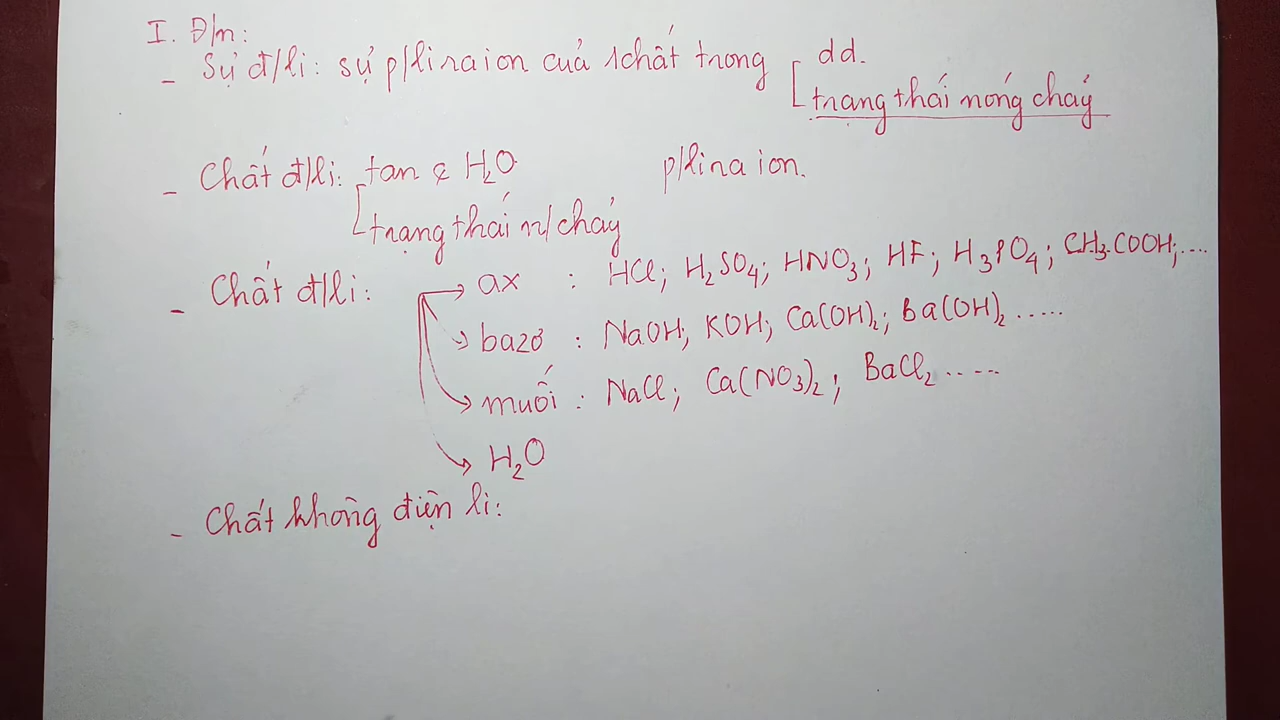 I. Đ/n:
- Sự đ/li: sự p/li ra ion của 1 chất trong [dd.
[trạng thái nóng chảy
- Chất đ/li: [tan ¢ H₂O p/li ra ion.
[trạng thái n/chảy
- Chất đ/li: → ax : HCl; H₂SO₄; HNO₃; HF; H₃PO₄; CH₃COOH;....
→ bazơ : NaOH; KOH; Ca(OH)₂; Ba(OH)₂.....
→ muối : NaCl; Ca(NO₃)₂; BaCl₂.....
→ H₂O
- Chất không điện li: